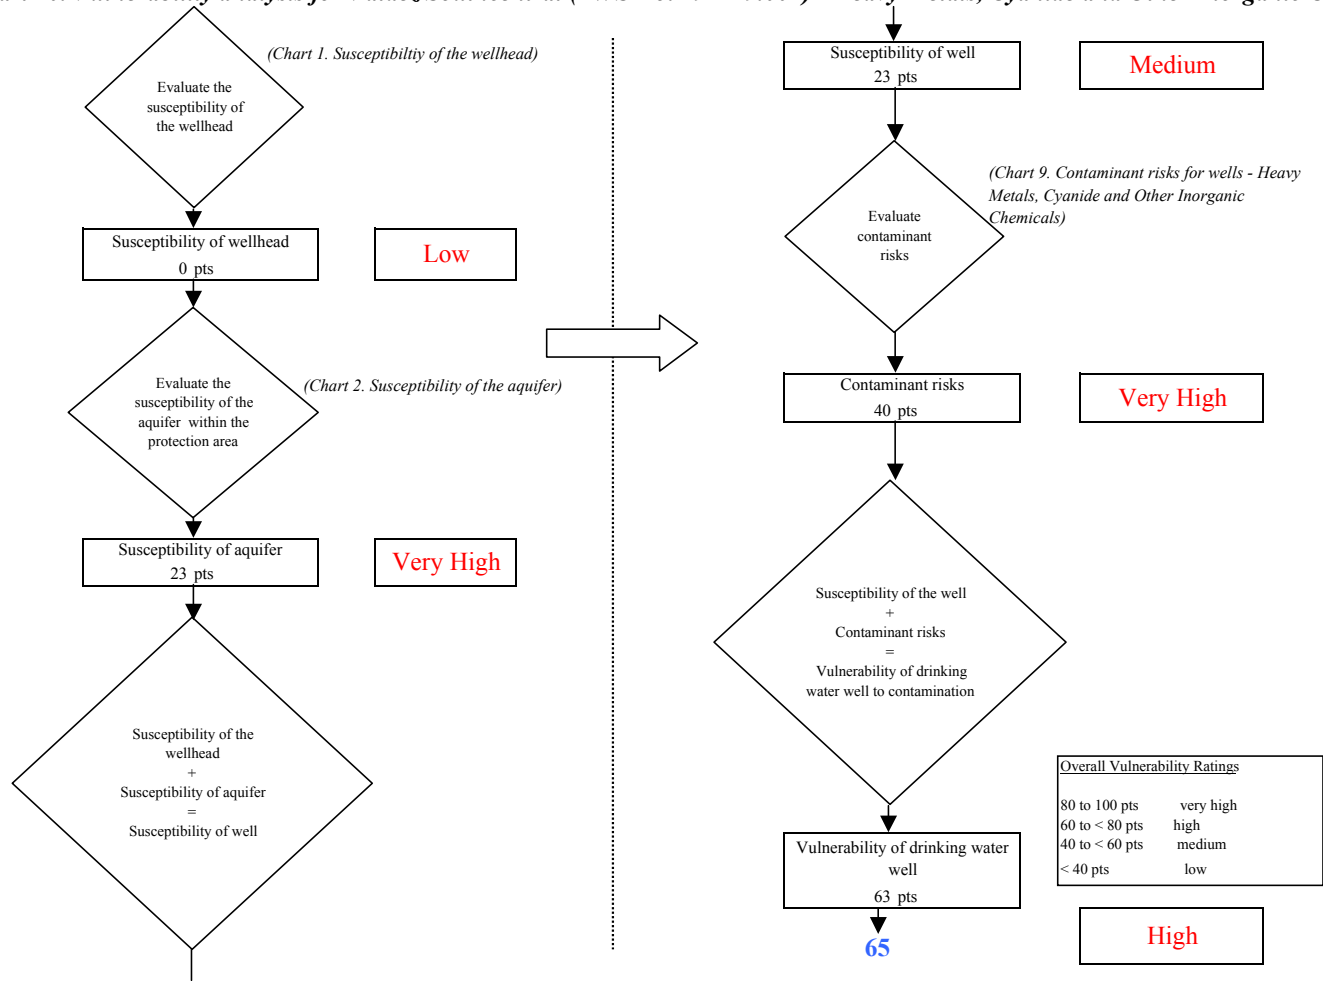 (Chart 1. Susceptibiltiy of the wellhead)
Evaluate the
susceptibility of
the wellhead
Susceptibility of wellhead
0 pts
Low
Evaluate the
susceptibility of the
aquifer within the
protection area
(Chart 2. Susceptibility of the aquifer)
Susceptibility of aquifer
23 pts
Very High
Susceptibility of the
wellhead
+
Susceptibility of aquifer
=
Susceptibility of well
Susceptibility of well
23 pts
Medium
(Chart 9. Contaminant risks for wells - Heavy
Metals, Cyanide and Other Inorganic
Chemicals)
Evaluate
contaminant
risks
Contaminant risks
40 pts
Very High
Susceptibility of the well
+
Contaminant risks
=
Vulnerability of drinking
water well to contamination
Overall Vulnerability Ratings
80 to 100 pts very high
60 to < 80 pts high
40 to < 60 pts medium
< 40 pts low
Vulnerability of drinking water
well
63 pts
65
High